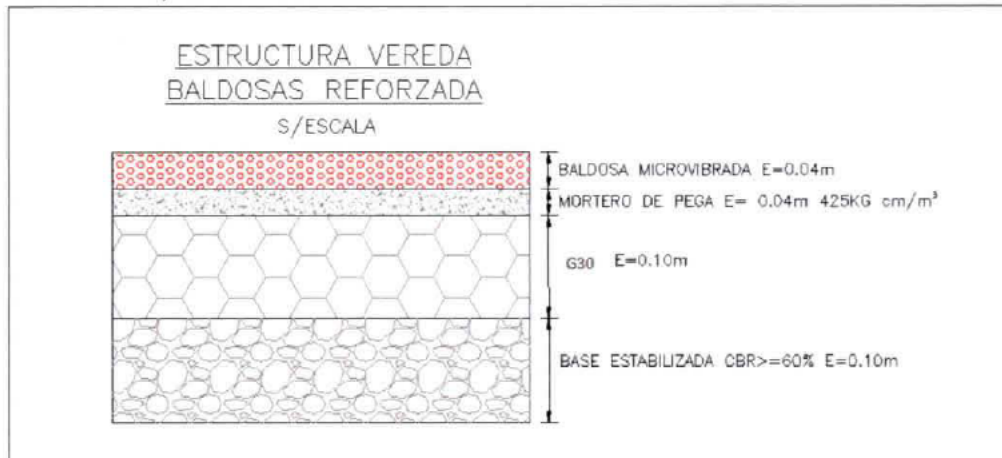 ESTRUCTURA VEREDA
BALDOSAS REFORZADA
S/ESCALA
BALDOSA MICROVIBRADA E=0.04m
MORTERO DE PEGA E= 0.04m 425KG cm/m³
G30 E=0.10m
BASE ESTABILIZADA CBR>=60% E=0.10m